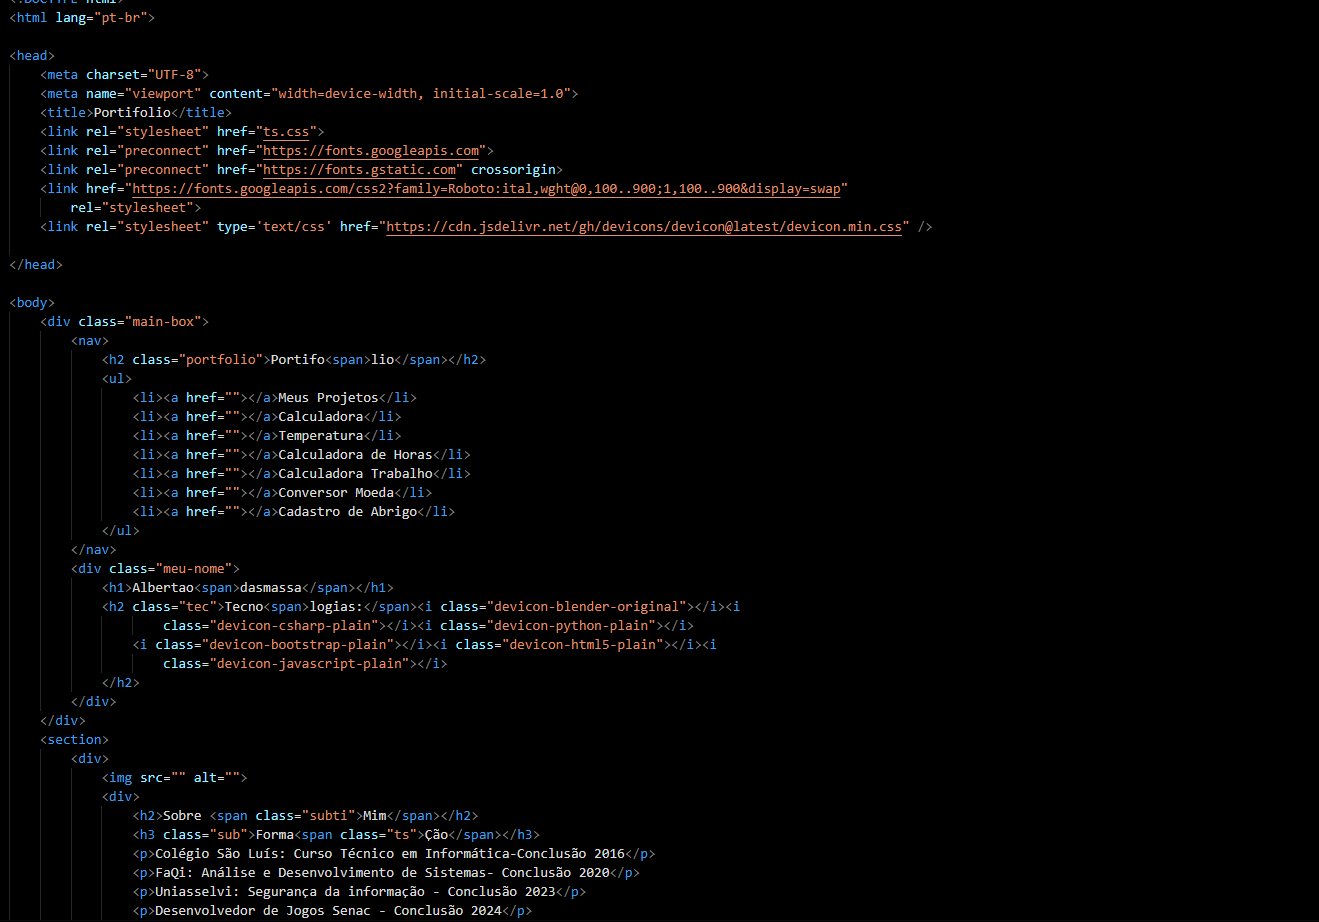 <!DOCTYPE html>
<html lang="pt-br">
<head>
<meta charset="UTF-8">
<meta name="viewport" content="width=device-width, initial-scale=1.0">
<title>Portifolio</title>
<link rel="stylesheet" href="ts.css">
<link rel="preconnect" href="https://fonts.googleapis.com">
<link rel="preconnect" href="https://fonts.gstatic.com" crossorigin>
<link href="https://fonts.googleapis.com/css2?family=Roboto:ital,wght@0,100..900;1,100..900&display=swap"
rel="stylesheet">
<link rel="stylesheet" type='text/css' href="https://cdn.jsdelivr.net/gh/devicons/devicon@latest/devicon.min.css" />
</head>
<body>
<div class="main-box">
<nav>
<h2 class="portfolio">Portifo<span>lio</span></h2>
<ul>
<li><a href=""></a>Meus Projetos</li>
<li><a href=""></a>Calculadora</li>
<li><a href=""></a>Temperatura</li>
<li><a href=""></a>Calculadora de Horas</li>
<li><a href=""></a>Calculadora Trabalho</li>
<li><a href=""></a>Conversor Moeda</li>
<li><a href=""></a>Cadastro de Abrigo</li>
</ul>
</nav>
<div class="meu-nome">
<h1>Albertao<span>dasmassa</span></h1>
<h2 class="tec">Tecno<span>logias:</span><i class="devicon-blender-original"></i><i
class="devicon-csharp-plain"></i><i class="devicon-python-plain"></i>
<i class="devicon-bootstrap-plain"></i><i class="devicon-html5-plain"></i><i
class="devicon-javascript-plain"></i>
</h2>
</div>
</div>
<section>
<div>
<img src="" alt="">
<div>
<h2>Sobre <span class="subti">Mim</span></h2>
<h3 class="sub">Forma<span class="ts">Ção</span></h3>
<p>Colégio São Luís: Curso Técnico em Informática-Conclusão 2016</p>
<p>FaQi: Análise e Desenvolvimento de Sistemas- Conclusão 2020</p>
<p>Uniasselvi: Segurança da informação - Conclusão 2023</p>
<p>Desenvolvedor de Jogos Senac - Conclusão 2024</p>